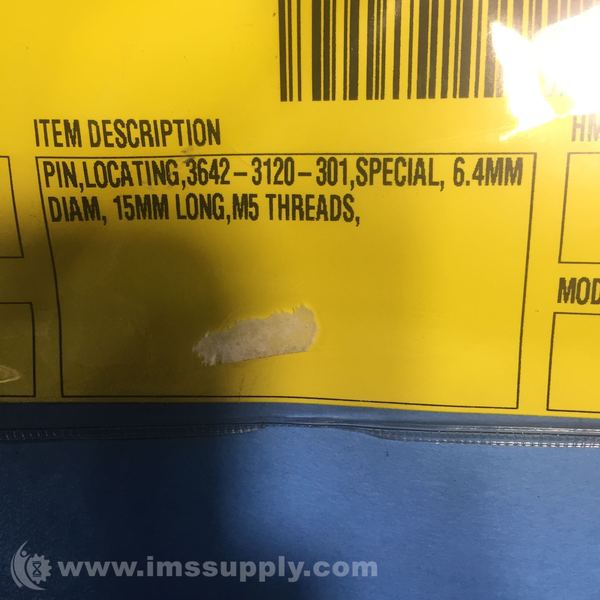 ITEM DESCRIPTION
PIN,LOCATING,3642-3120-301,SPECIAL, 6.4MM
DIAM, 15MM LONG,M5 THREADS,
HM
MOD
www.imssupply.com